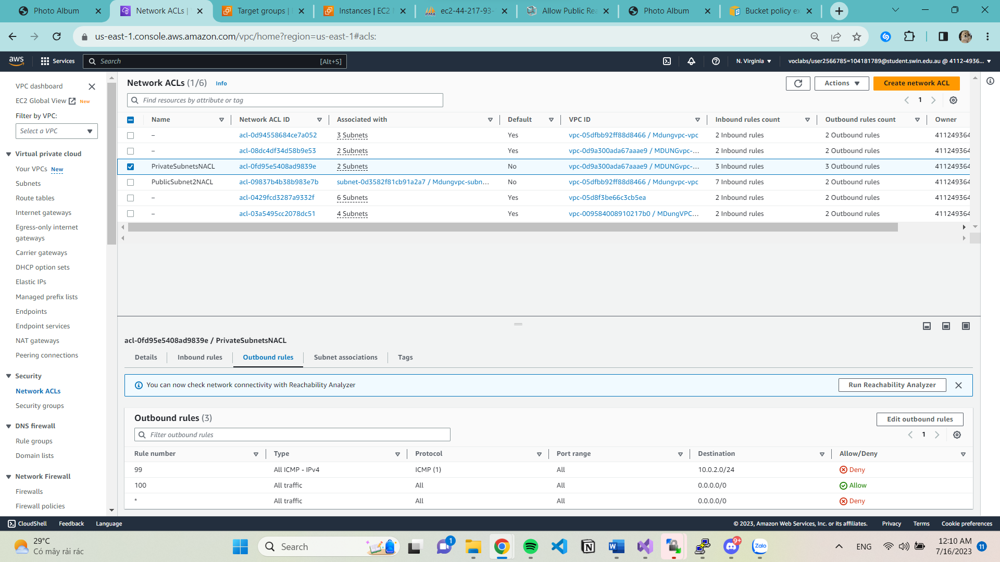 Photo Album
Network ACLs |
Target groups |
Instances | EC2
ec2-44-217-93-
Allow Public Rea
Photo Album
Bucket policy ex
us-east-1.console.aws.amazon.com/vpc/home?region=us-east-1#acls:
aws
Services
Search
[Alt+S]
N. Virginia
voclabs/user2566785=104181789@student.swin.edu.au @ 4112-4936...
VPC dashboard
EC2 Global View
New
Filter by VPC:
Select a VPC
Virtual private cloud
Your VPCs New
Subnets
Route tables
Internet gateways
Egress-only internet
gateways
Carrier gateways
DHCP option sets
Elastic IPs
Managed prefix lists
Endpoints
Endpoint services
NAT gateways
Peering connections
Security
Network ACLs
Security groups
DNS firewall
Rule groups
Domain lists
Network Firewall
Firewalls
Firewall policies
Network ACLs (1/6) Info
Actions
Create network ACL
Find resources by attribute or tag
1
Name Network ACL ID Associated with Default VPC ID Inbound rules count Outbound rules count Owner
– acl-0d94558684ce7a052 3 Subnets Yes vpc-05dfbb92ff88d8466 / Mdungvpc-vpc 2 Inbound rules 2 Outbound rules 411249364
– acl-08dc4df34d58b9e53 2 Subnets Yes vpc-0d9a300ada67aaae9 / MDUNGvpc-... 2 Inbound rules 2 Outbound rules 411249364
PrivateSubnetsNACL acl-0fd95e5408ad9839e 2 Subnets No vpc-0d9a300ada67aaae9 / MDUNGvpc-... 3 Inbound rules 3 Outbound rules 411249364
PublicSubnet2NACL acl-09837b4b38b983e7b subnet-0d3582f81cb91a2a7 / Mdungvpc-subn... No vpc-05dfbb92ff88d8466 / Mdungvpc-vpc 7 Inbound rules 2 Outbound rules 411249364
– acl-0429fcd3287a9332f 6 Subnets Yes vpc-05d8f3be66c3cb5ea 2 Inbound rules 2 Outbound rules 411249364
– acl-03a5495cc2078dc51 4 Subnets Yes vpc-009584008910217b0 / MDungVPC... 2 Inbound rules 2 Outbound rules 411249364
acl-0fd95e5408ad9839e / PrivateSubnetsNACL
Details Inbound rules Outbound rules Subnet associations Tags
You can now check network connectivity with Reachability Analyzer
Run Reachability Analyzer
Outbound rules (3)
Edit outbound rules
Filter outbound rules
1
Rule number Type Protocol Port range Destination Allow/Deny
99 All ICMP - IPv4 ICMP (1) All 10.0.2.0/24 Deny
100 All traffic All All 0.0.0.0/0 Allow
* All traffic All All 0.0.0.0/0 Deny
CloudShell Feedback Language
© 2023, Amazon Web Services, Inc. or its affiliates. Privacy Terms Cookie preferences
29°C
Có mây rải rác
Search
1
9+
Zalo
ENG
12:10 AM
7/16/2023
11